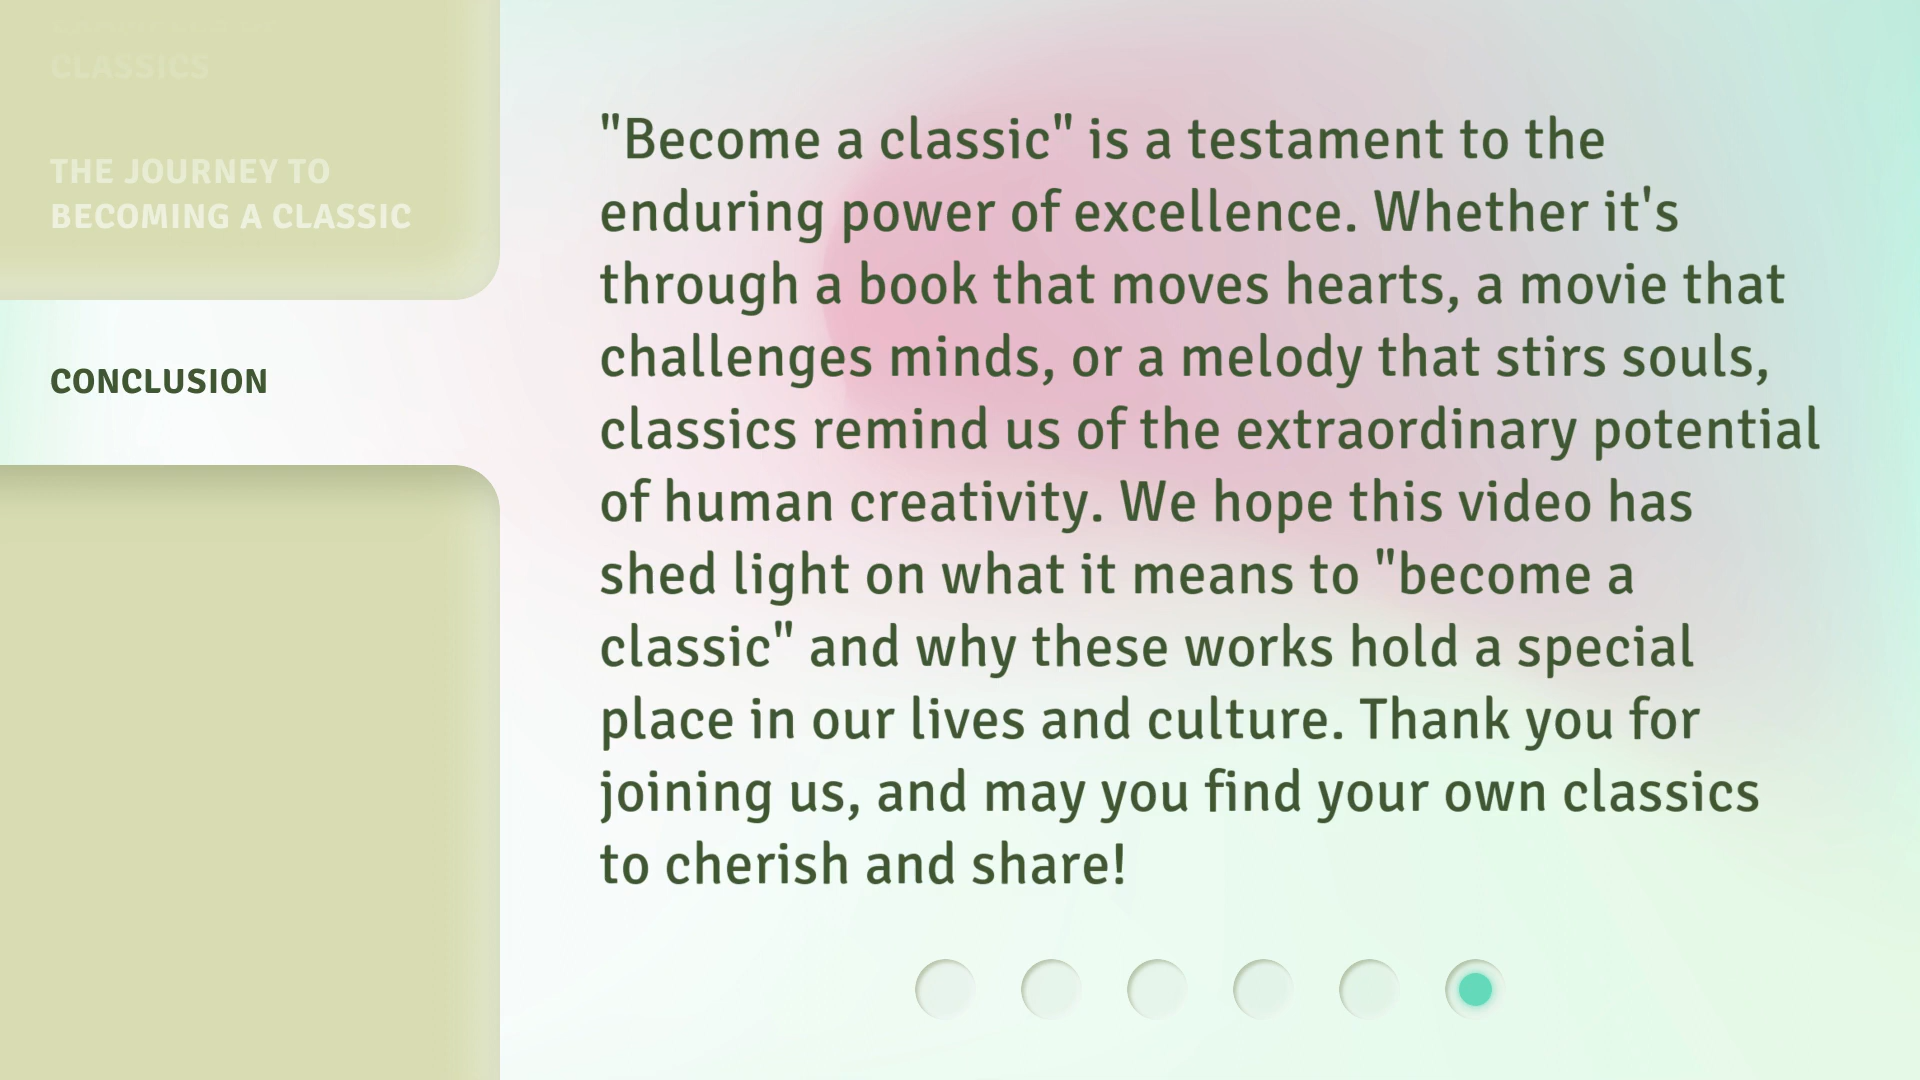 CLASSICS
THE JOURNEY TO
BECOMING A CLASSIC
CONCLUSION
"Become a classic" is a testament to the
enduring power of excellence. Whether it's
through a book that moves hearts, a movie that
challenges minds, or a melody that stirs souls,
classics remind us of the extraordinary potential
of human creativity. We hope this video has
shed light on what it means to "become a
classic" and why these works hold a special
place in our lives and culture. Thank you for
joining us, and may you find your own classics
to cherish and share!